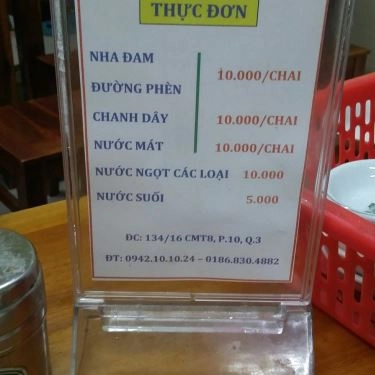 THỰC ĐƠN
NHA ĐAM
10.000/CHAI
ĐƯỜNG PHÈN
CHANH DÂY 10.000/CHAI
NƯỚC MÁT 10.000/CHAI
NƯỚC NGỌT CÁC LOẠI 10.000
NƯỚC SUỐI 5.000
ĐC: 134/16 CMT8, P.10, Q.3
ĐT: 0942.10.10.24 – 0186.830.4882